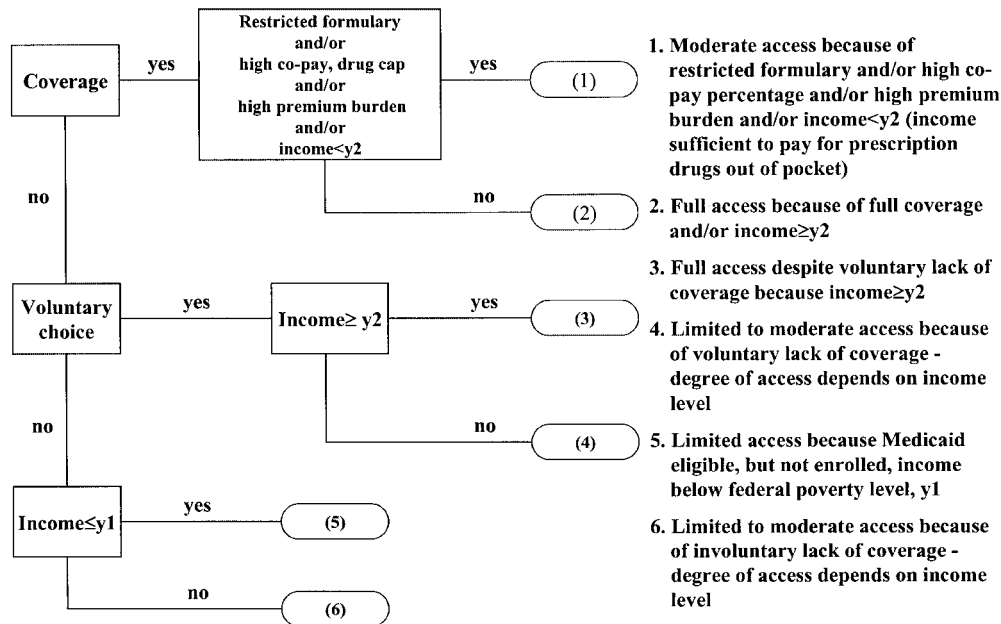 Restricted formulary
and/or
high co-pay, drug cap
and/or
high premium burden
and/or
income<y2
Coverage
yes
yes
(1)
no
no
(2)
Voluntary
choice
yes
Income≥ y2
yes
(3)
no
no
(4)
Income≤y1
yes
(5)
no
(6)
1. Moderate access because of
restricted formulary and/or high co-
pay percentage and/or high premium
burden and/or income<y2 (income
sufficient to pay for prescription
drugs out of pocket)
2. Full access because of full coverage
and/or income≥y2
3. Full access despite voluntary lack of
coverage because income≥y2
4. Limited to moderate access because
of voluntary lack of coverage -
degree of access depends on income
level
5. Limited access because Medicaid
eligible, but not enrolled, income
below federal poverty level, y1
6. Limited to moderate access because
of involuntary lack of coverage -
degree of access depends on income
level